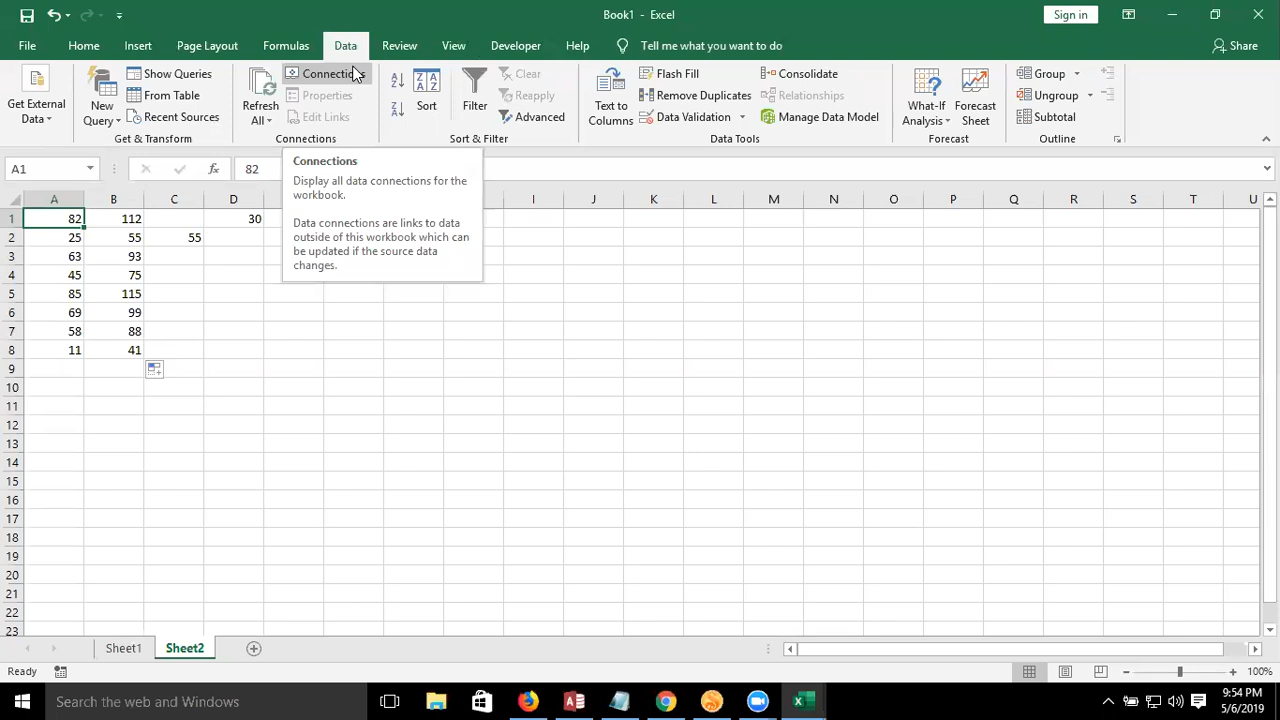 Book1 - Excel
Sign in
File Home Insert Page Layout Formulas Data Review View Developer Help Tell me what you want to do Share
Get External Data
New Query
Show Queries
From Table
Recent Sources
Get & Transform
Refresh All
Connections
Properties
Edit Links
Connections
Sort
Filter
Clear
Reapply
Advanced
Sort & Filter
Text to Columns
Flash Fill
Remove Duplicates
Data Validation
Consolidate
Relationships
Manage Data Model
Data Tools
What-If Analysis
Forecast Sheet
Forecast
Group
Ungroup
Subtotal
Outline
A1 fx 82
Connections
Display all data connections for the
workbook.
Data connections are links to data
outside of this workbook which can
be updated if the source data
changes.
A B C D I J K L M N O P Q R S T U
1 82 112 30
2 25 55 55
3 63 93
4 45 75
5 85 115
6 69 99
7 58 88
8 11 41
9
10
11
12
13
14
15
16
17
18
19
20
21
22
23
Sheet1 Sheet2
Ready 100%
Search the web and Windows
9:54 PM
5/6/2019